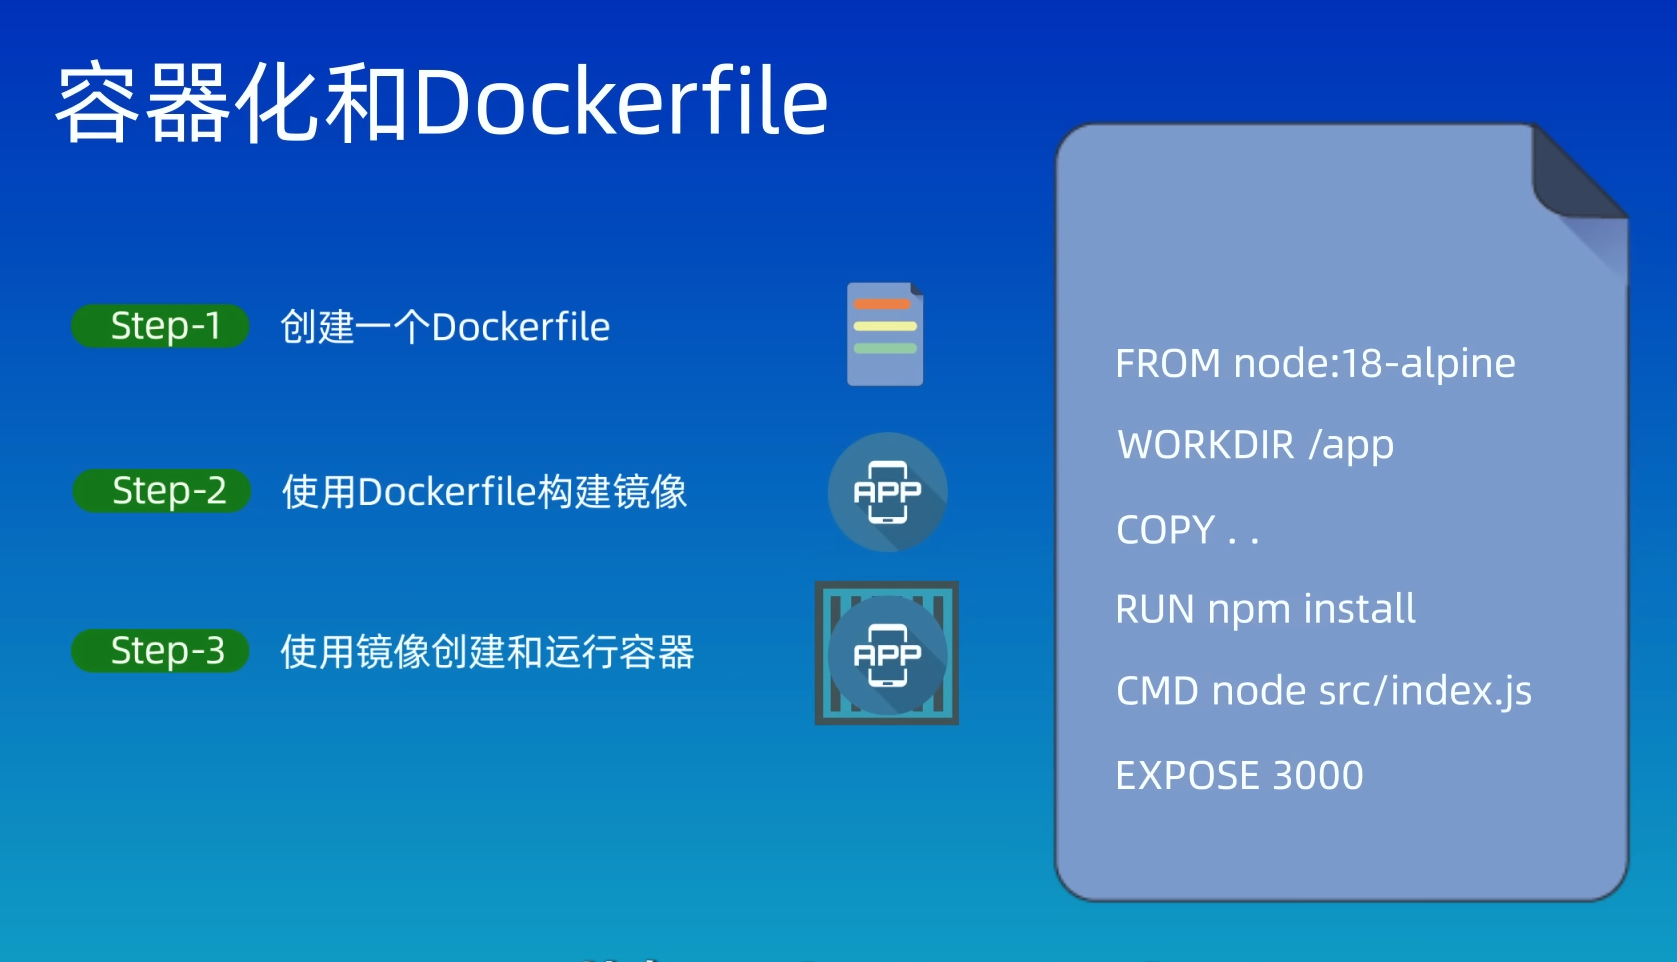 容器化和Dockerfile
Step-1 创建一个Dockerfile
Step-2 使用Dockerfile构建镜像
APP
Step-3 使用镜像创建和运行容器
APP
FROM node:18-alpine
WORKDIR /app
COPY . .
RUN npm install
CMD node src/index.js
EXPOSE 3000